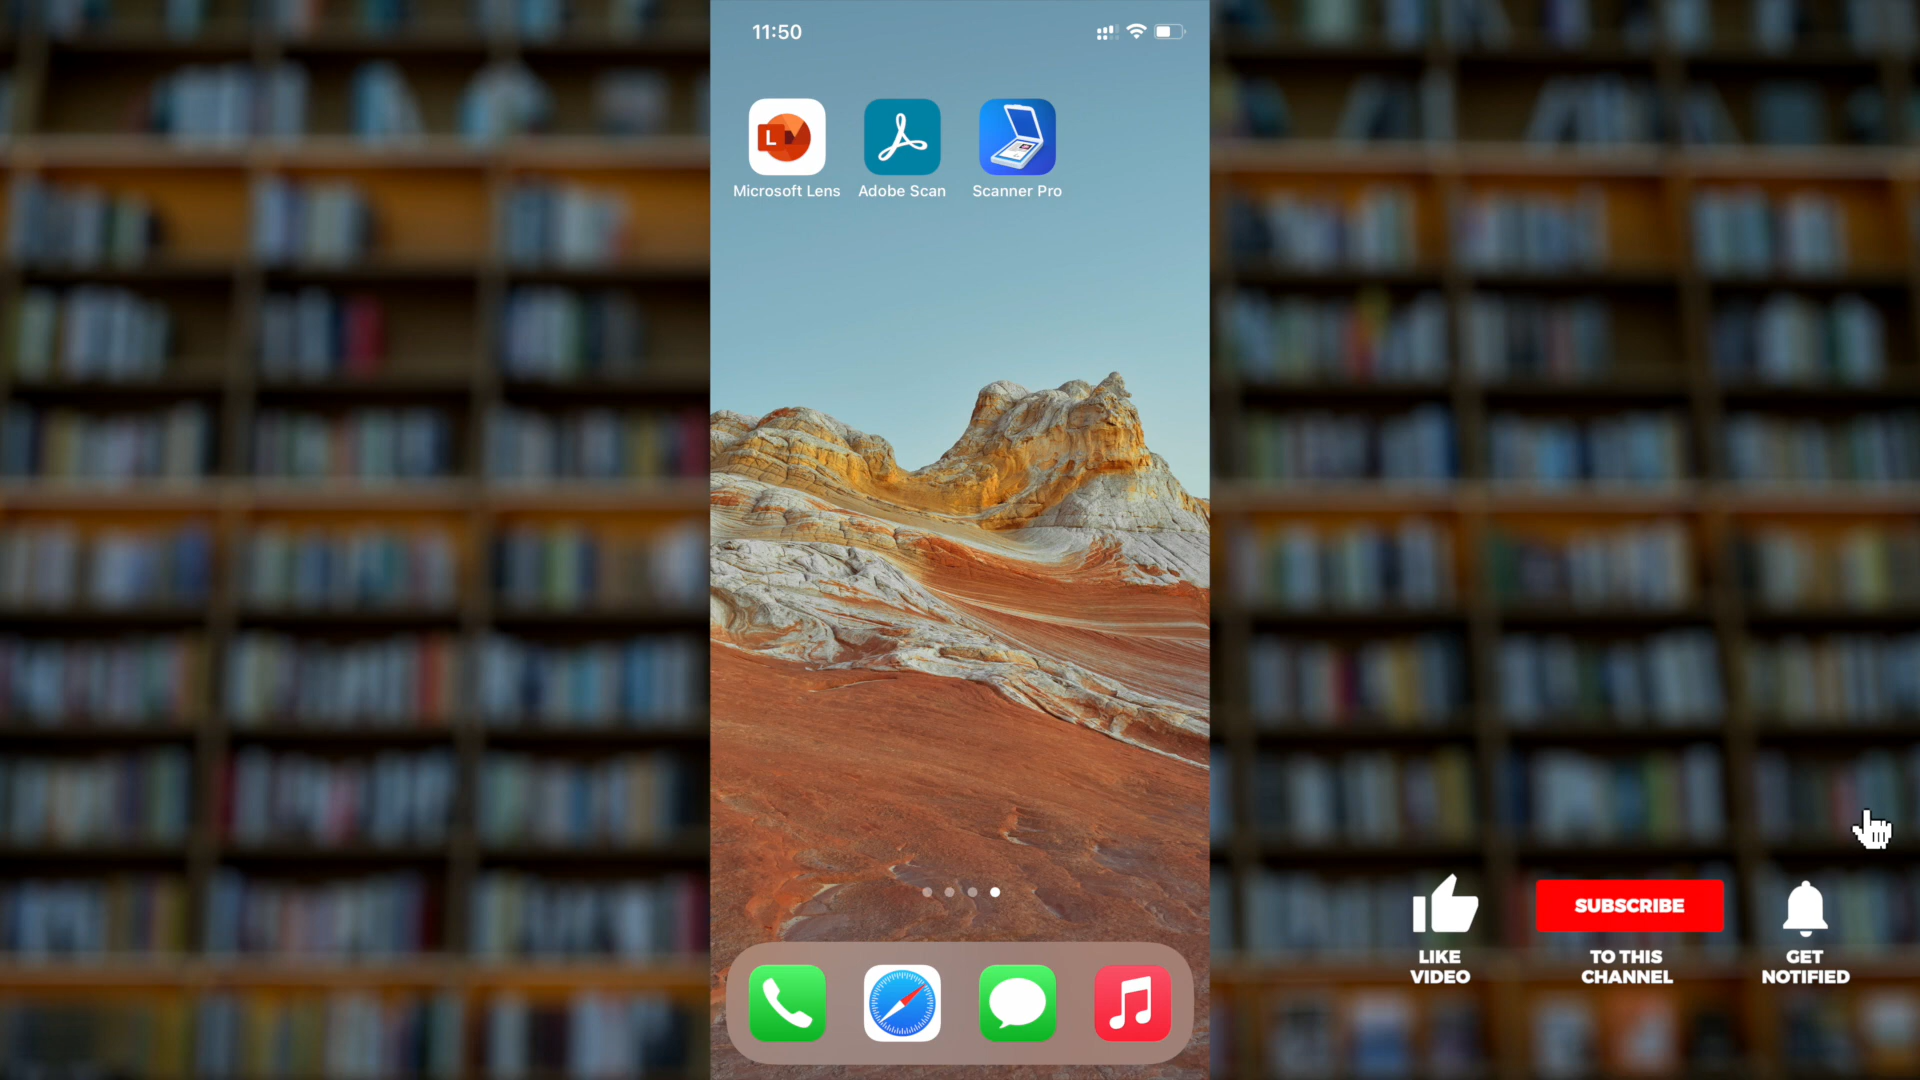 11:50
L
Microsoft Lens
Adobe Scan
Scanner Pro
LIKE
VIDEO
SUBSCRIBE
TO THIS
CHANNEL
GET
NOTIFIED